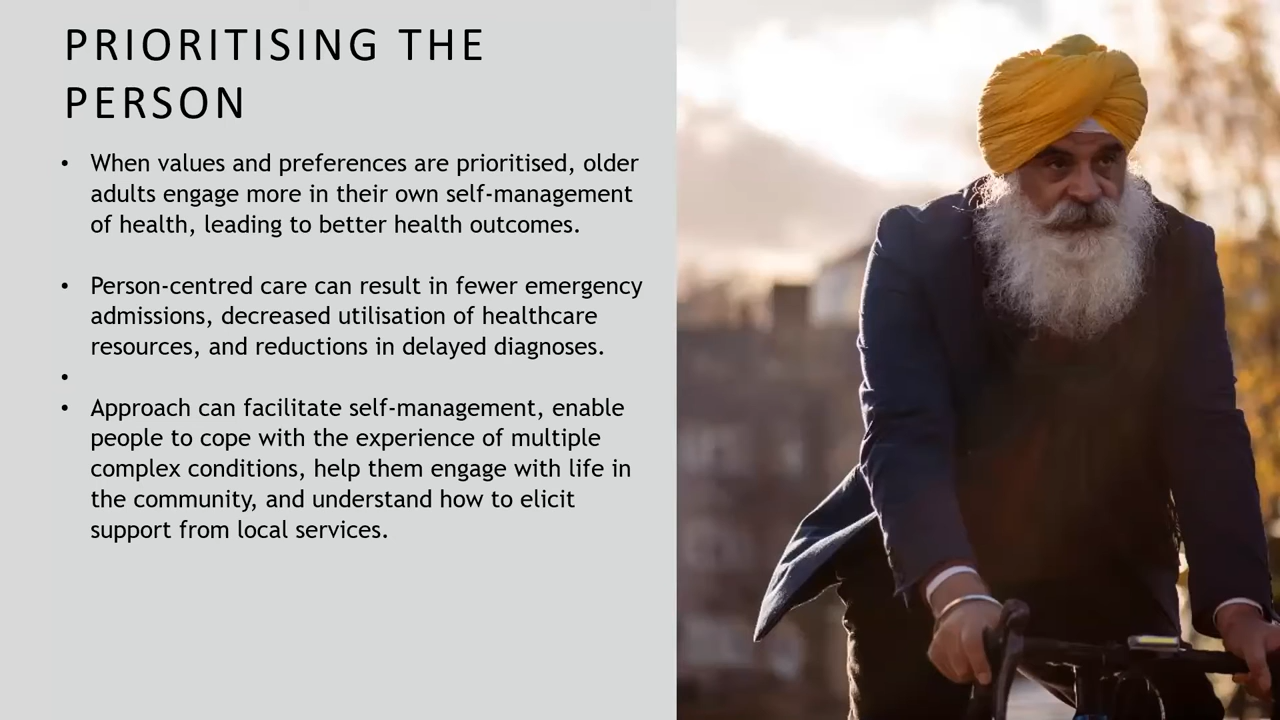 PRIORITISING THE
PERSON
• When values and preferences are prioritised, older
adults engage more in their own self-management
of health, leading to better health outcomes.
• Person-centred care can result in fewer emergency
admissions, decreased utilisation of healthcare
resources, and reductions in delayed diagnoses.
•
• Approach can facilitate self-management, enable
people to cope with the experience of multiple
complex conditions, help them engage with life in
the community, and understand how to elicit
support from local services.